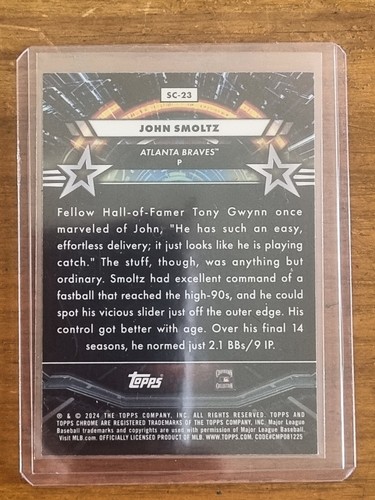 SC-23
JOHN SMOLTZ
ATLANTA BRAVES™
P
Fellow Hall-of-Famer Tony Gwynn once
marveled of John, "He has such an easy,
effortless delivery; it just looks like he is playing
catch." The stuff, though, was anything but
ordinary. Smoltz had excellent command of a
fastball that reached the high-90s, and he could
spot his vicious slider just off the outer edge. His
control got better with age. Over his final 14
seasons, he normed just 2.1 BBs/9 IP.
Topps
® & © 2024 THE TOPPS COMPANY, INC. ALL RIGHTS RESERVED. TOPPS AND
TOPPS CHROME ARE REGISTERED TRADEMARKS OF THE TOPPS COMPANY, INC. Major League
Baseball trademarks and copyrights are used with permission of Major League Baseball.
Visit MLB.com. OFFICIALLY LICENSED PRODUCT OF MLB. WWW.TOPPS.COM. CODE#CMP081225